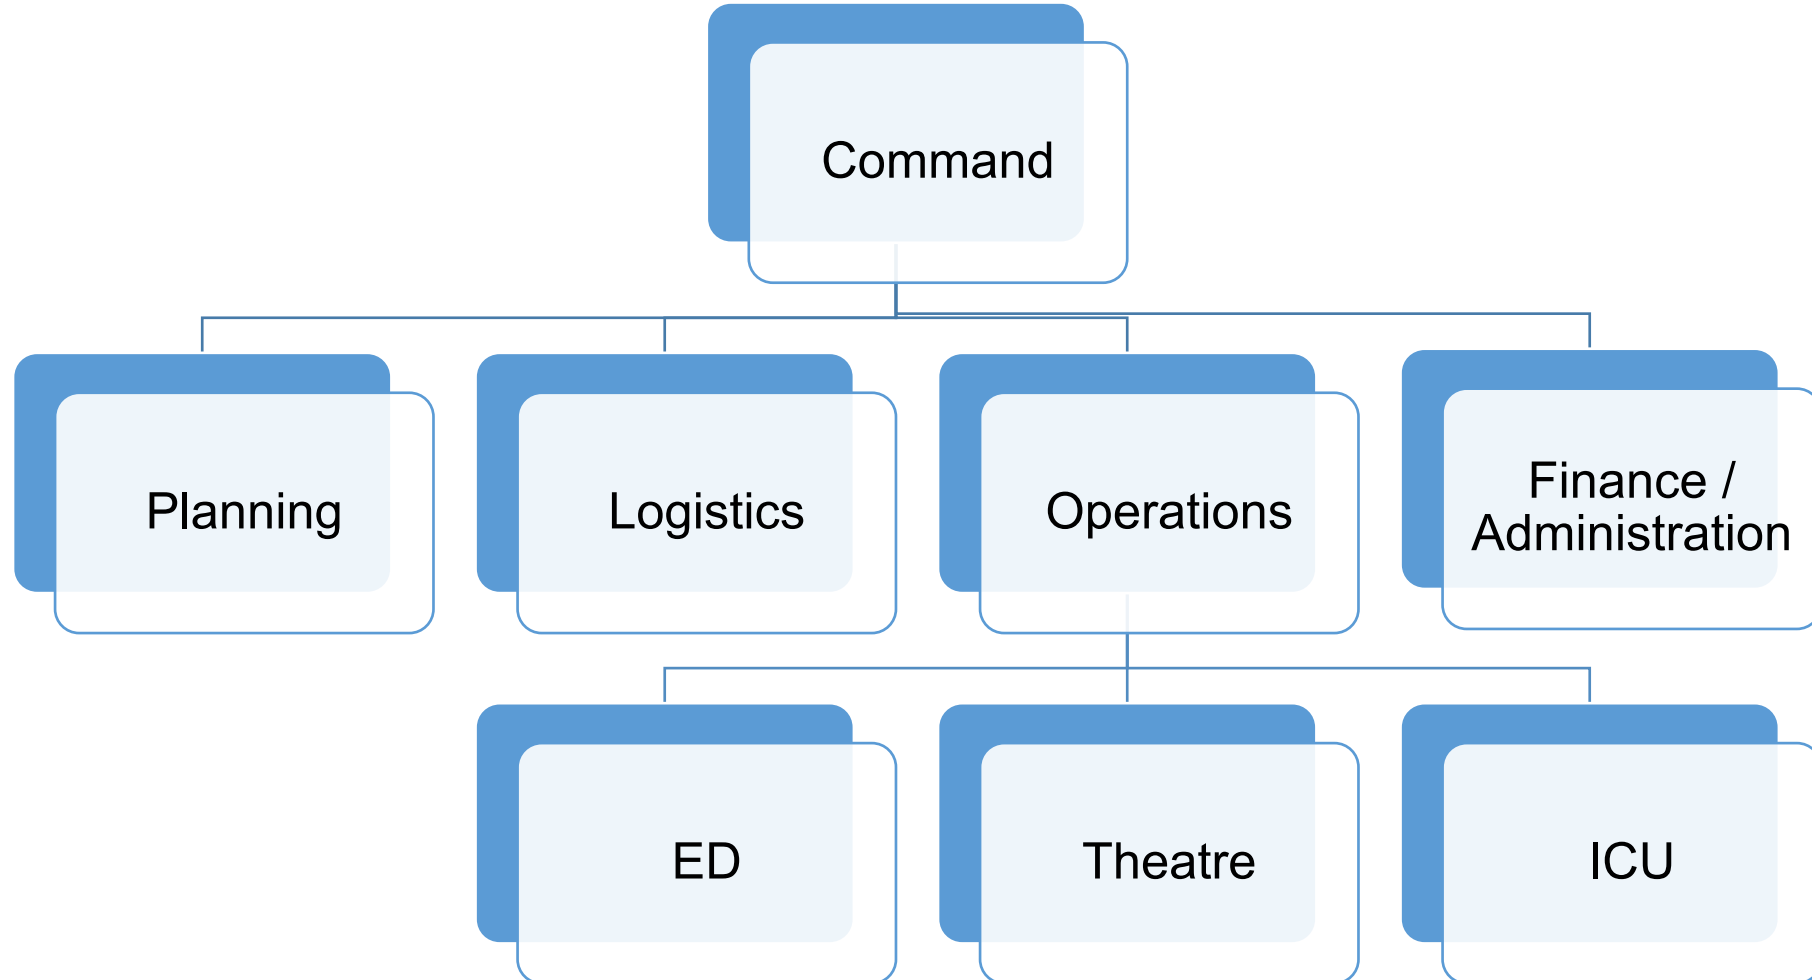 Command
Planning
Logistics
Operations
Finance /
Administration
ED
Theatre
ICU